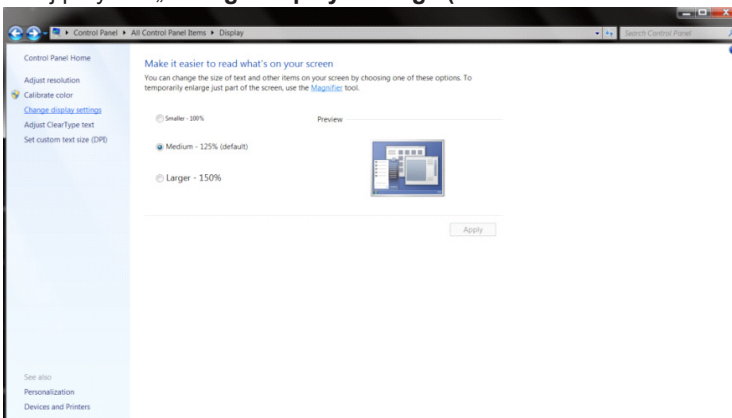 Control Panel ▸ All Control Panel Items ▸ Display
Search Control Panel
Control Panel Home
Adjust resolution
Calibrate color
Change display settings
Adjust ClearType text
Set custom text size (DPI)
Make it easier to read what's on your screen
You can change the size of text and other items on your screen by choosing one of these options. To
temporarily enlarge just part of the screen, use the Magnifier tool.
Smaller - 100%
Preview
Medium - 125% (default)
Larger - 150%
Apply
See also
Personalization
Devices and Printers